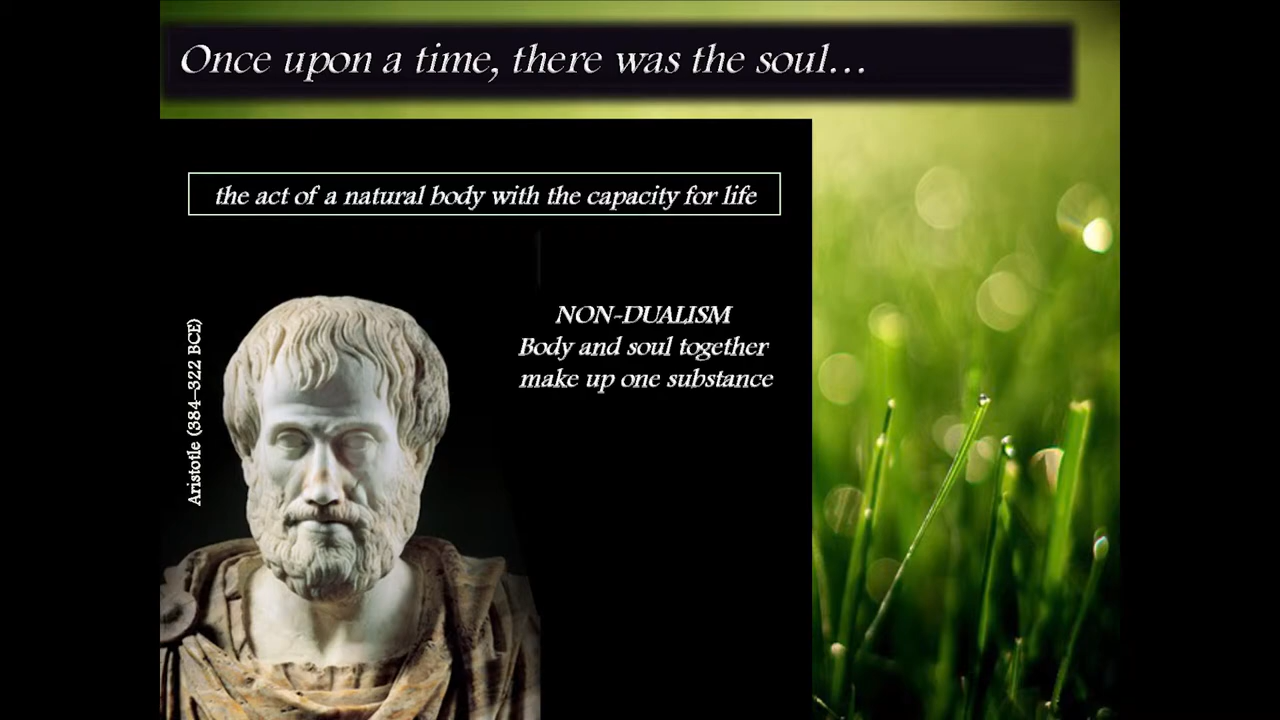 Once upon a time, there was the soul...
the act of a natural body with the capacity for life
Aristotle (384–322 BCE)
NON-DUALISM
Body and soul together
make up one substance